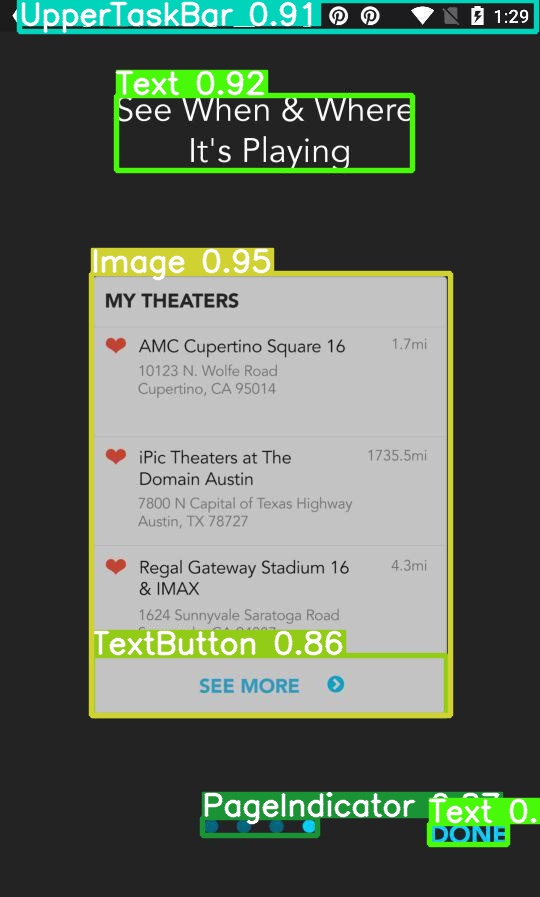 UpperTaskBar 0.91
1:29
Text 0.92
See When & Where
It's Playing
Image 0.95
MY THEATERS
AMC Cupertino Square 16 1.7mi
10123 N. Wolfe Road
Cupertino, CA 95014
iPic Theaters at The 1735.5mi
Domain Austin
7800 N Capital of Texas Highway
Austin, TX 78727
Regal Gateway Stadium 16 4.3mi
& IMAX
1624 Sunnyvale Saratoga Road
TextButton 0.86
SEE MORE
PageIndicator
Text 0.
DONE